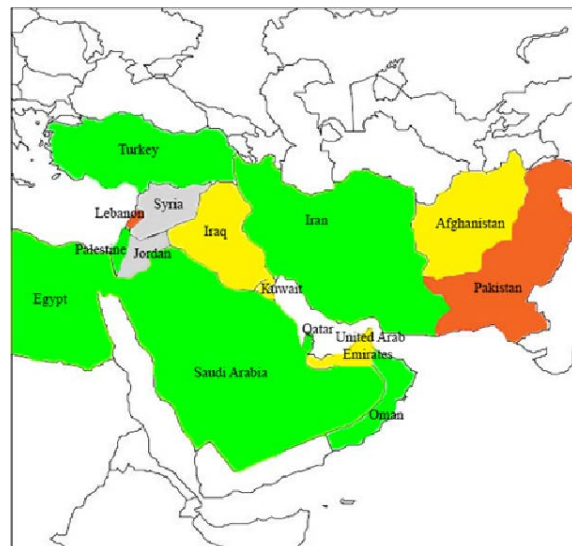 Turkey
Lebanon
Syria
Iran
Afghanistan
Iraq
Palestine
Jordan
Egypt
Kuwait
Pakistan
Qatar
United Arab
Emirates
Saudi Arabia
Oman